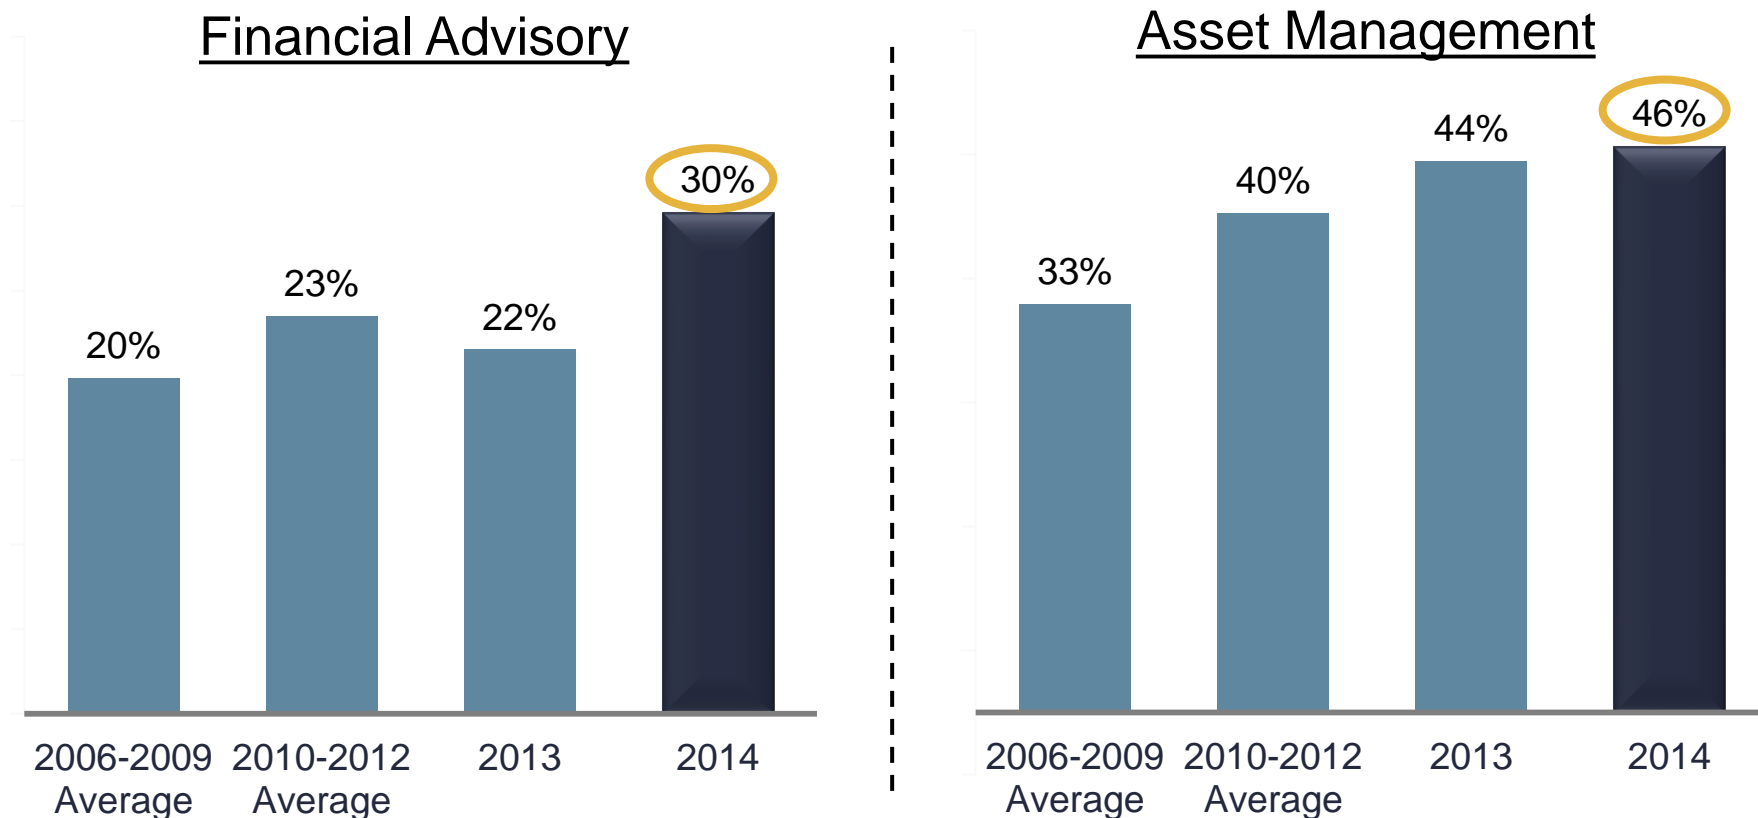 Financial Advisory
30%
23%
22%
20%
2006-2009 2010-2012 2013 2014
Average Average
Asset Management
46%
44%
40%
33%
2006-2009 2010-2012 2013 2014
Average Average